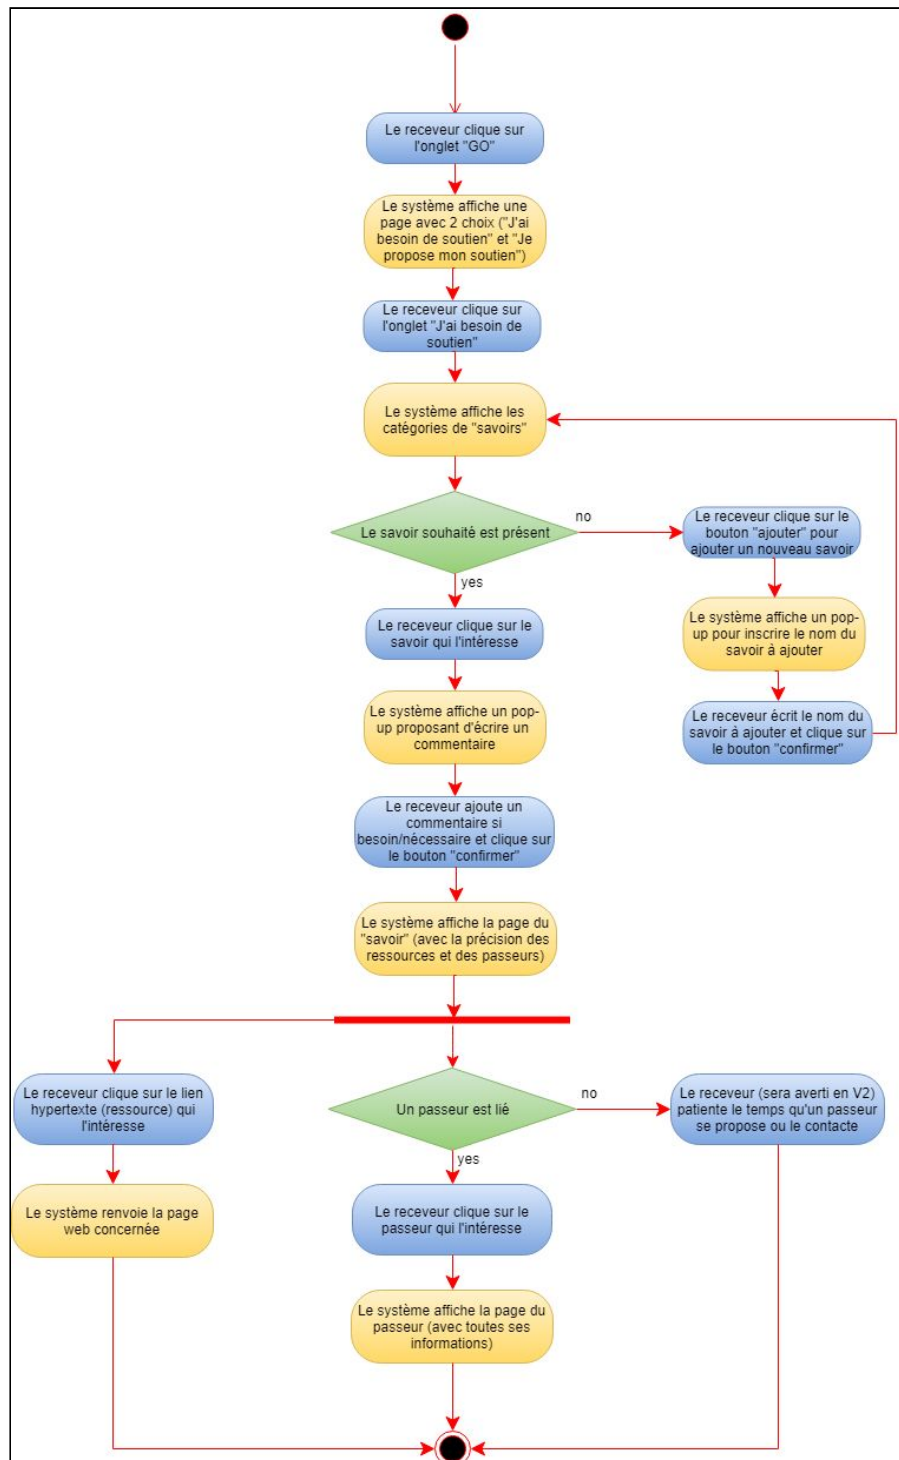 Le receveur clique sur
l'onglet "GO"
Le système affiche une
page avec 2 choix ("J'ai
besoin de soutien" et "Je
propose mon soutien")
Le receveur clique sur
l'onglet "J'ai besoin de
soutien"
Le système affiche les
catégories de "savoirs"
Le savoir souhaité est présent
no
Le receveur clique sur le
bouton "ajouter" pour
ajouter un nouveau savoir
Le système affiche un pop-
up pour inscrire le nom du
savoir à ajouter
Le receveur écrit le nom du
savoir à ajouter et clique sur
le bouton "confirmer"
yes
Le receveur clique sur le
savoir qui l'intéresse
Le système affiche un pop-
up proposant d'écrire un
commentaire
Le receveur ajoute un
commentaire si
besoin/nécessaire et clique sur
le bouton "confirmer"
Le système affiche la page du
"savoir" (avec la précision des
ressources et des passeurs)
Le receveur clique sur le lien
hypertexte (ressource) qui
l'intéresse
Le système renvoie la page
web concernée
Un passeur est lié
no
Le receveur (sera averti en V2)
patiente le temps qu'un passeur
se propose ou le contacte
yes
Le receveur clique sur le
passeur qui l'intéresse
Le système affiche la page du
passeur (avec toutes ses
informations)